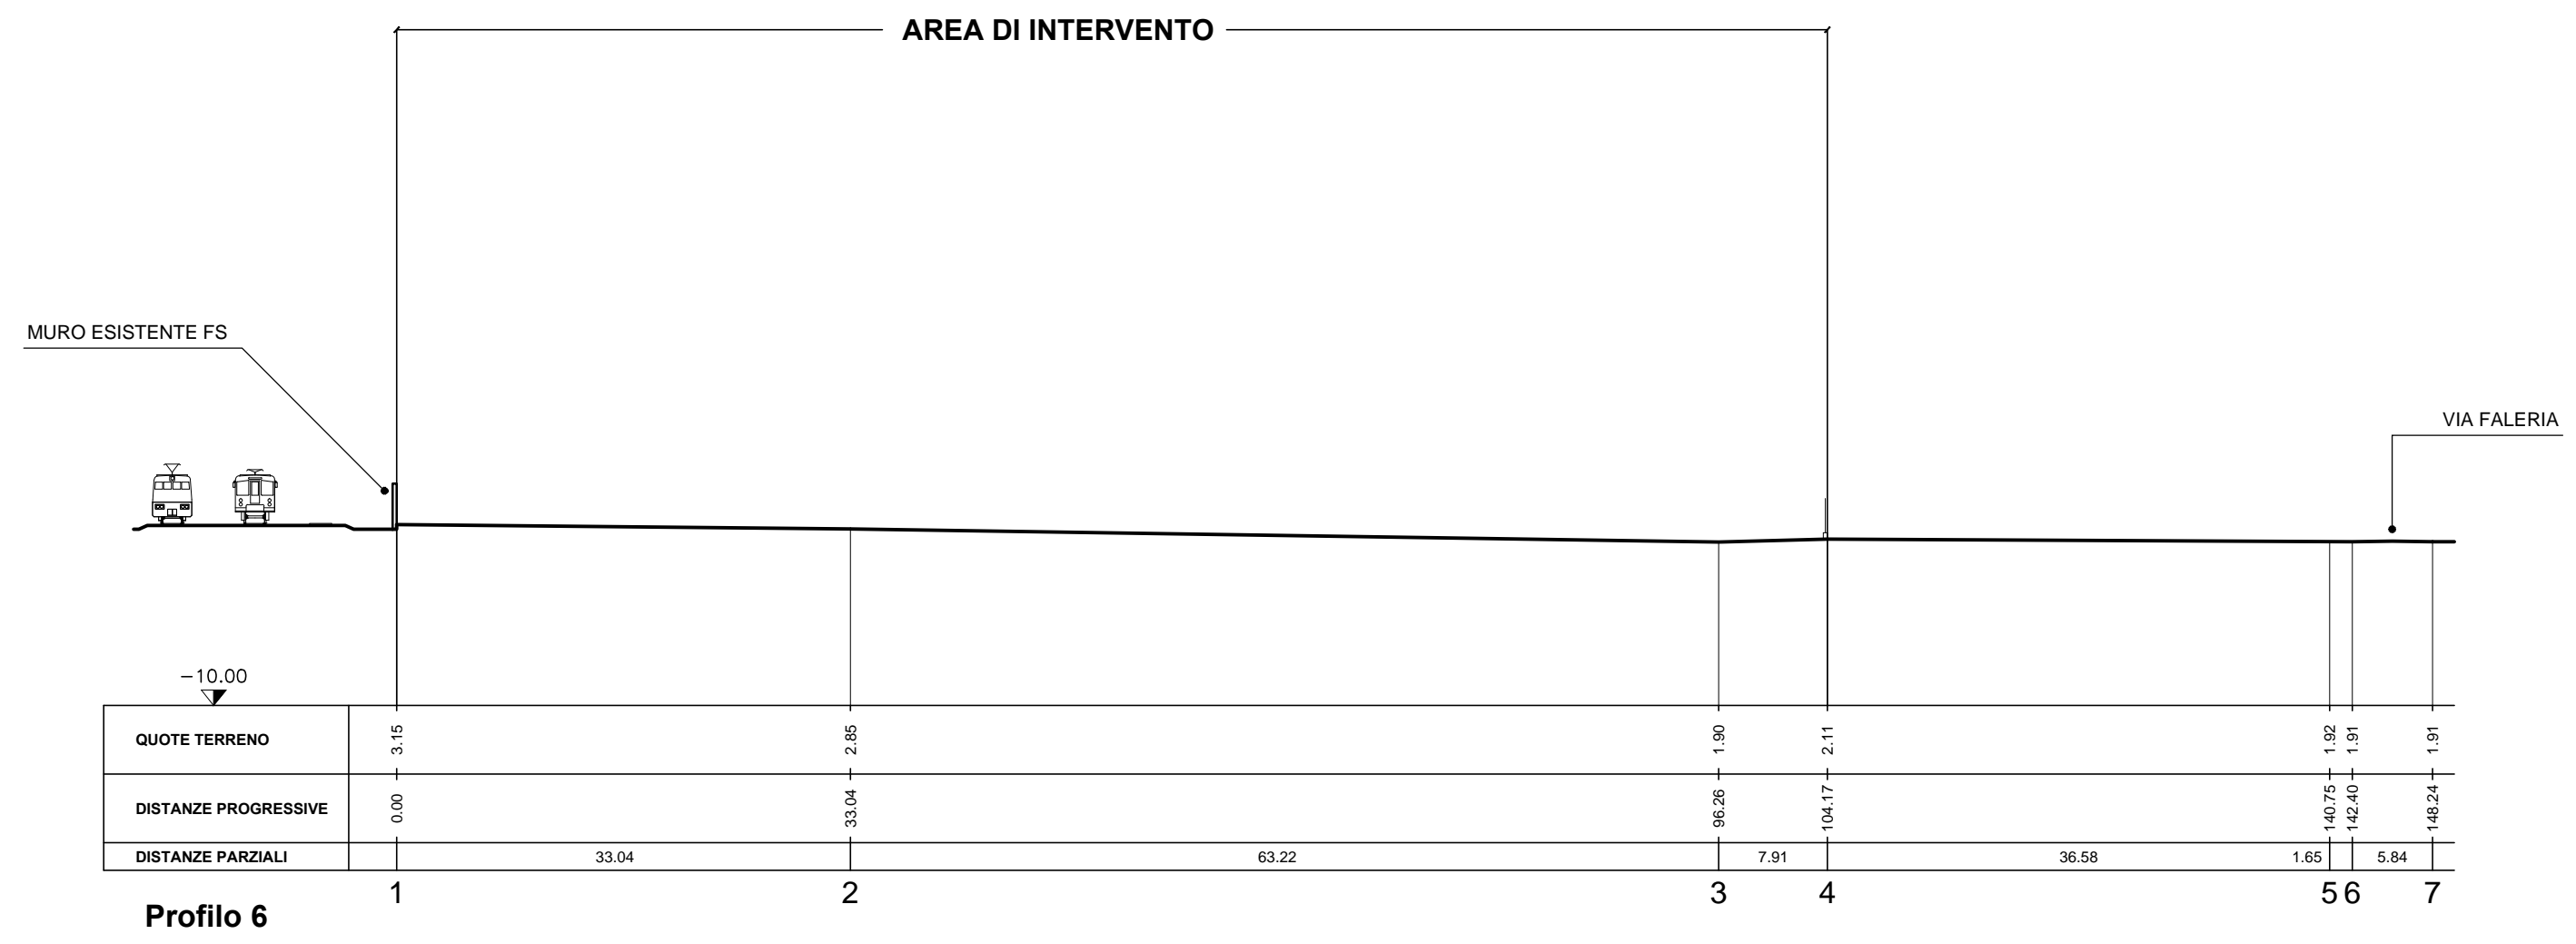 AREA DI INTERVENTO
MURO ESISTENTE FS
VIA FALERIA
-10.00
QUOTE TERRENO 3.15 2.85 1.90 2.11 1.92 1.91 1.91
DISTANZE PROGRESSIVE 0.00 33.04 96.26 104.17 140.75 142.40 148.24
DISTANZE PARZIALI 33.04 63.22 7.91 36.58 1.65 5.84
1 2 3 4 5 6 7
Profilo 6